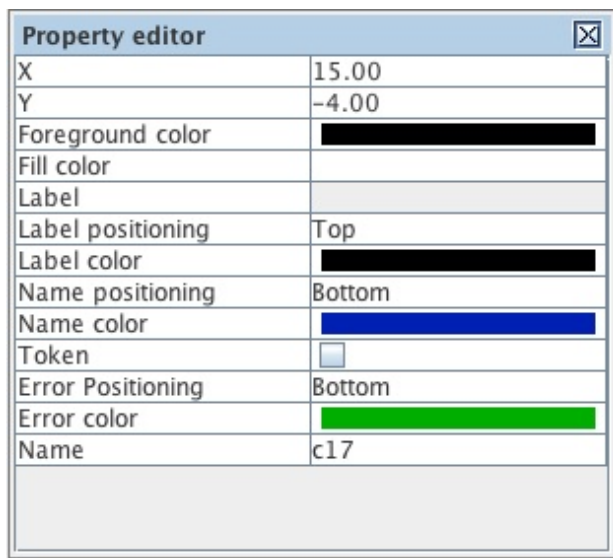 Property editor
X 15.00
Y -4.00
Foreground color
Fill color
Label
Label positioning Top
Label color
Name positioning Bottom
Name color
Token
Error Positioning Bottom
Error color
Name c17